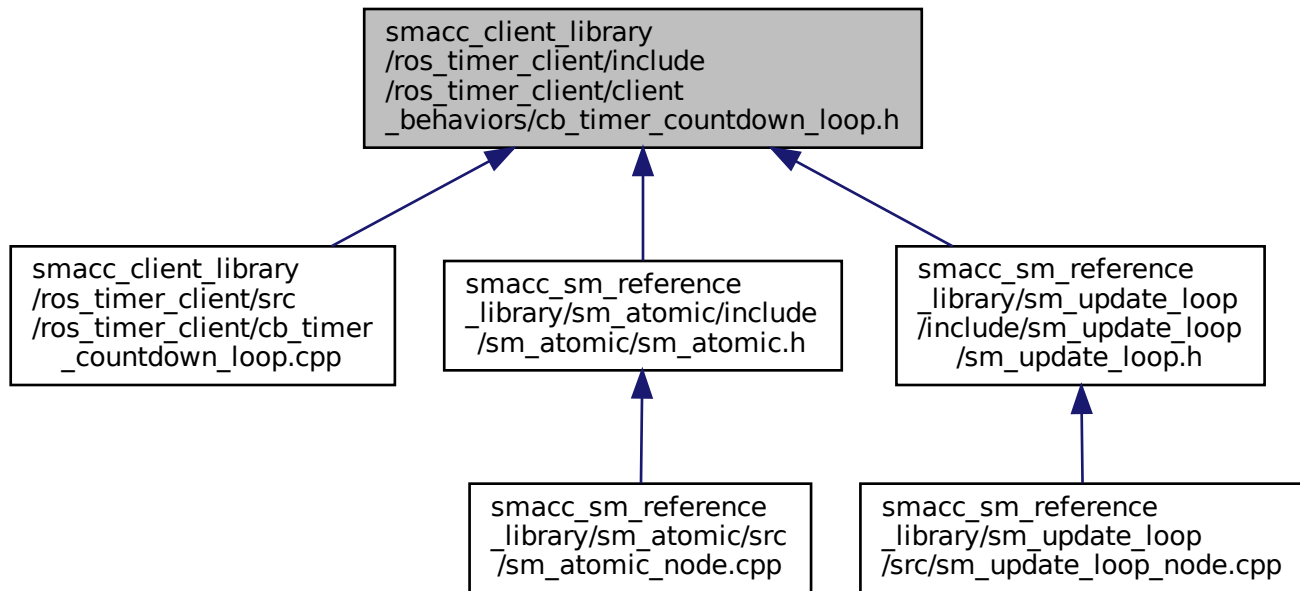 smacc_client_library
/ros_timer_client/include
/ros_timer_client/client
_behaviors/cb_timer_countdown_loop.h
smacc_client_library
/ros_timer_client/src
/ros_timer_client/cb_timer
_countdown_loop.cpp
smacc_sm_reference
_library/sm_atomic/include
/sm_atomic/sm_atomic.h
smacc_sm_reference
_library/sm_update_loop
/include/sm_update_loop
/sm_update_loop.h
smacc_sm_reference
_library/sm_atomic/src
/sm_atomic_node.cpp
smacc_sm_reference
_library/sm_update_loop
/src/sm_update_loop_node.cpp